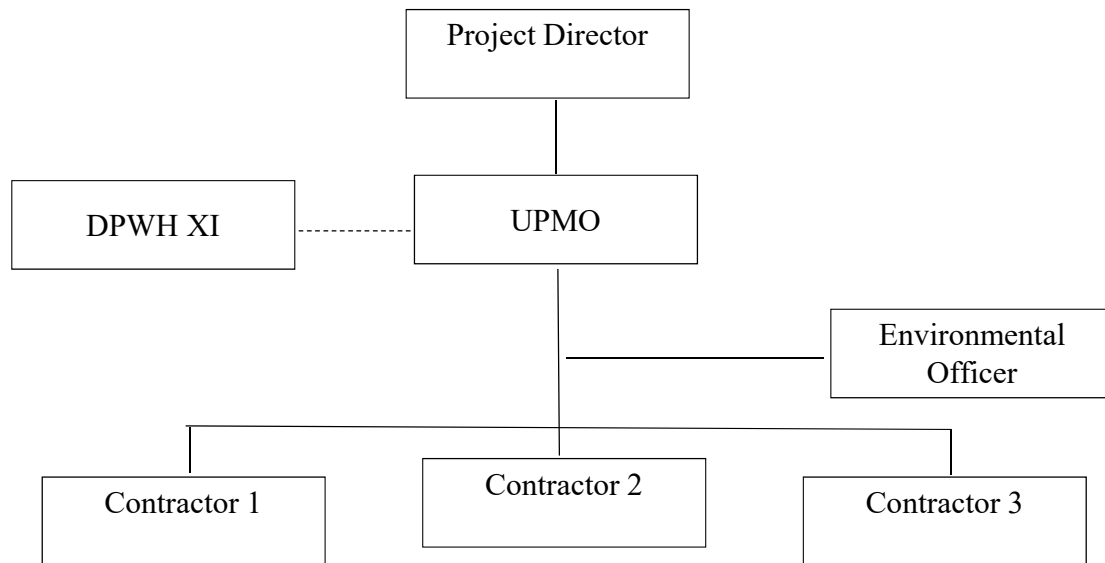 Project Director
DPWH XI
UPMO
Environmental
Officer
Contractor 1
Contractor 2
Contractor 3